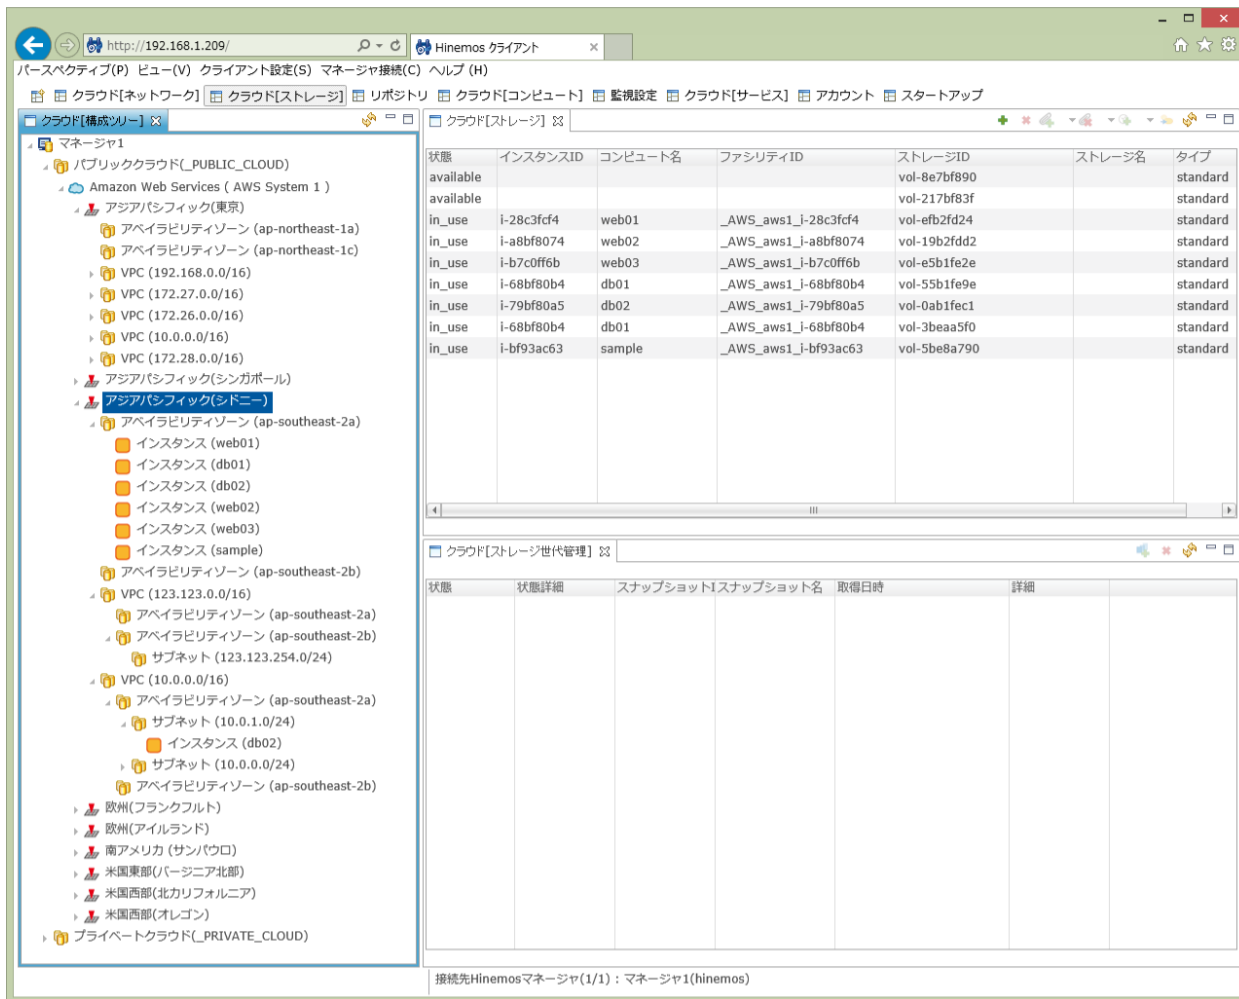 http://192.168.1.209/
Hinemos クライアント
パースペクティブ(P) ビュー(V) クライアント設定(S) マネージャ接続(C) ヘルプ (H)
クラウド[ネットワーク] クラウド[ストレージ] リポジトリ クラウド[コンピュート] 監視設定 クラウド[サービス] アカウント スタートアップ
クラウド[構成ツリー]
マネージャ1
パブリッククラウド(_PUBLIC_CLOUD)
Amazon Web Services ( AWS System 1 )
アジアパシフィック(東京)
アベイラビリティゾーン (ap-northeast-1a)
アベイラビリティゾーン (ap-northeast-1c)
VPC (192.168.0.0/16)
VPC (172.27.0.0/16)
VPC (172.26.0.0/16)
VPC (10.0.0.0/16)
VPC (172.28.0.0/16)
アジアパシフィック(シンガポール)
アジアパシフィック(シドニー)
アベイラビリティゾーン (ap-southeast-2a)
インスタンス (web01)
インスタンス (db01)
インスタンス (db02)
インスタンス (web02)
インスタンス (web03)
インスタンス (sample)
アベイラビリティゾーン (ap-southeast-2b)
VPC (123.123.0.0/16)
アベイラビリティゾーン (ap-southeast-2a)
アベイラビリティゾーン (ap-southeast-2b)
サブネット (123.123.254.0/24)
VPC (10.0.0.0/16)
アベイラビリティゾーン (ap-southeast-2a)
サブネット (10.0.1.0/24)
インスタンス (db02)
サブネット (10.0.0.0/24)
アベイラビリティゾーン (ap-southeast-2b)
欧州(フランクフルト)
欧州(アイルランド)
南アメリカ (サンパウロ)
米国東部(バージニア北部)
米国西部(北カリフォルニア)
米国西部(オレゴン)
プライベートクラウド(_PRIVATE_CLOUD)
クラウド[ストレージ]
状態 インスタンスID コンピュート名 ファシリティID ストレージID ストレージ名 タイプ
available vol-8e7bf890 standard
available vol-217bf83f standard
in_use i-28c3fcf4 web01 _AWS_aws1_i-28c3fcf4 vol-efb2fd24 standard
in_use i-a8bf8074 web02 _AWS_aws1_i-a8bf8074 vol-19b2fdd2 standard
in_use i-b7c0ff6b web03 _AWS_aws1_i-b7c0ff6b vol-e5b1fe2e standard
in_use i-68bf80b4 db01 _AWS_aws1_i-68bf80b4 vol-55b1fe9e standard
in_use i-79bf80a5 db02 _AWS_aws1_i-79bf80a5 vol-0ab1fec1 standard
in_use i-68bf80b4 db01 _AWS_aws1_i-68bf80b4 vol-3beaa5f0 standard
in_use i-bf93ac63 sample _AWS_aws1_i-bf93ac63 vol-5be8a790 standard
クラウド[ストレージ世代管理]
状態 状態詳細 スナップショットI スナップショット名 取得日時 詳細
接続先Hinemosマネージャ(1/1) : マネージャ1(hinemos)